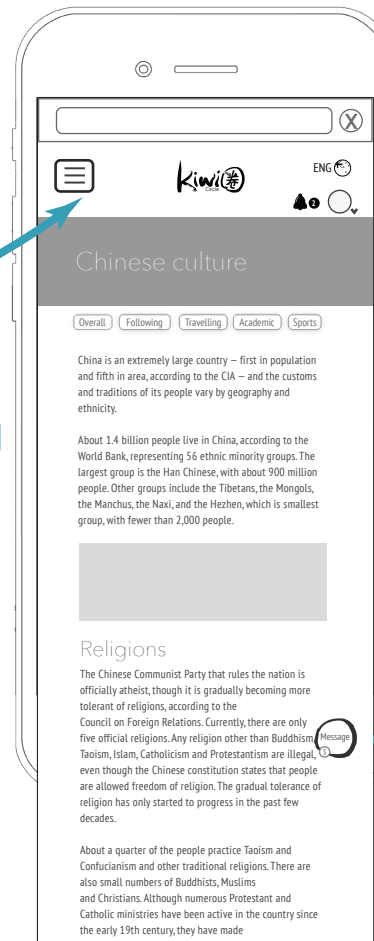 X
kiwi圈
Circle
ENG
2
Chinese culture
Overall Following Travelling Academic Sports
China is an extremely large country — first in population
and fifth in area, according to the CIA — and the customs
and traditions of its people vary by geography and
ethnicity.
About 1.4 billion people live in China, according to the
World Bank, representing 56 ethnic minority groups. The
largest group is the Han Chinese, with about 900 million
people. Other groups include the Tibetans, the Mongols,
the Manchus, the Naxi, and the Hezhen, which is smallest
group, with fewer than 2,000 people.
Religions
The Chinese Communist Party that rules the nation is
officially atheist, though it is gradually becoming more
tolerant of religions, according to the
Council on Foreign Relations. Currently, there are only
five official religions. Any religion other than Buddhism,
Taoism, Islam, Catholicism and Protestantism are illegal,
even though the Chinese constitution states that people
are allowed freedom of religion. The gradual tolerance of
religion has only started to progress in the past few
decades.
Message
3
About a quarter of the people practice Taoism and
Confucianism and other traditional religions. There are
also small numbers of Buddhists, Muslims
and Christians. Although numerous Protestant and
Catholic ministries have been active in the country since
the early 19th century, they have made